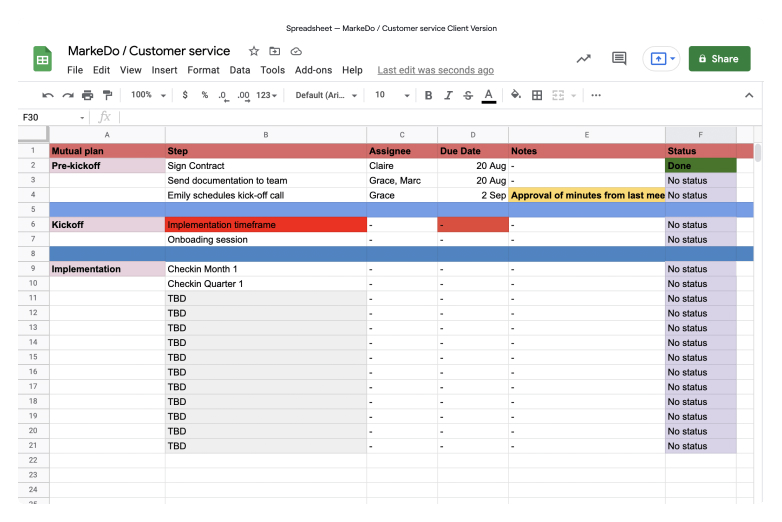 Spreadsheet — MarkeDo / Customer service Client Version
MarkeDo / Customer service
File Edit View Insert Format Data Tools Add-ons Help Last edit was seconds ago
Share
100% $ % .0 .00 123 Default (Ari... 10 B I S A ...
F30 fx
A B C D E F
1 Mutual plan Step Assignee Due Date Notes Status
2 Pre-kickoff Sign Contract Claire 20 Aug - Done
3 Send documentation to team Grace, Marc 20 Aug - No status
4 Emily schedules kick-off call Grace 2 Sep Approval of minutes from last mee No status
5
6 Kickoff Implementation timeframe - - - No status
7 Onboading session - - - No status
8
9 Implementation Checkin Month 1 - - - No status
10 Checkin Quarter 1 - - - No status
11 TBD - - - No status
12 TBD - - - No status
13 TBD - - - No status
14 TBD - - - No status
15 TBD - - - No status
16 TBD - - - No status
17 TBD - - - No status
18 TBD - - - No status
19 TBD - - - No status
20 TBD - - - No status
21 TBD - - - No status
22
23
24